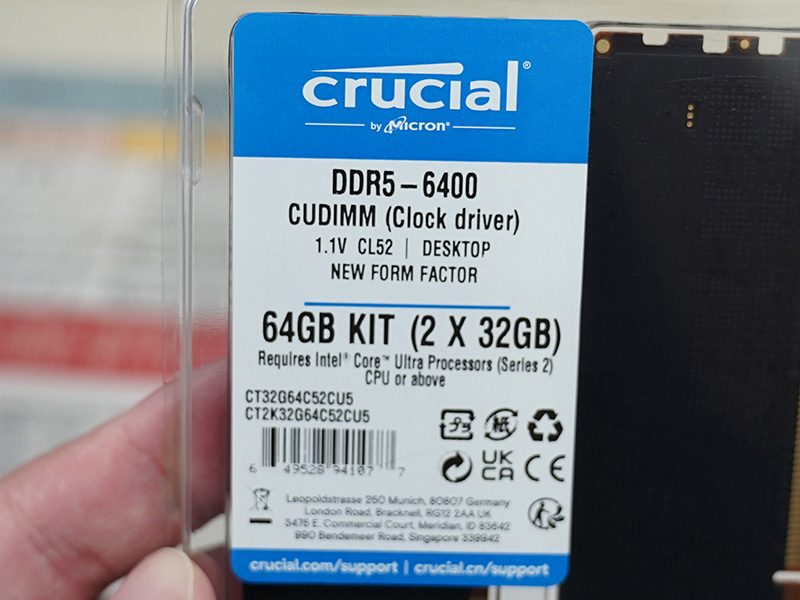 crucial®
by Micron®
DDR5-6400
CUDIMM (Clock driver)
1.1V CL52 | DESKTOP
NEW FORM FACTOR
64GB KIT (2 X 32GB)
Requires Intel® Core™ Ultra Processors (Series 2)
CPU or above
CT32G64C52CU5
CT2K32G64C52CU5
プラ
紙
UK
CA
CE
6 49528 94107 7
Leopoldstrasse 250 Munich, 80807 Germany
London Road, Bracknell, RG12 2AA UK
3475 E. Commercial Court, Meridian, ID 83642
990 Bendemeer Road, Singapore 339942
crucial.com/support | crucial.cn/support